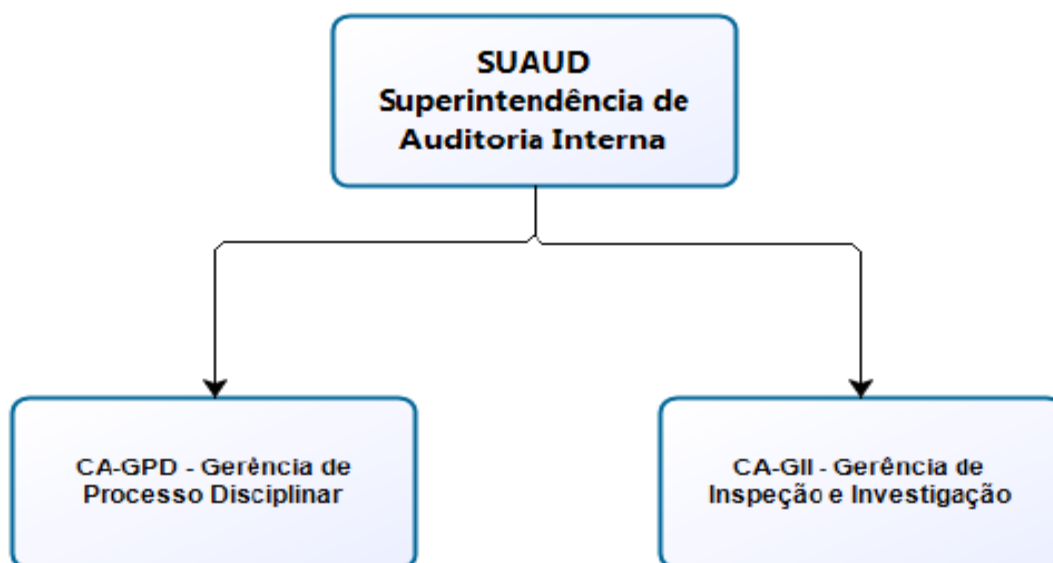 SUAUD
Superintendência de
Auditoria Interna
CA-GPD - Gerência de
Processo Disciplinar
CA-GII - Gerência de
Inspeção e Investigação